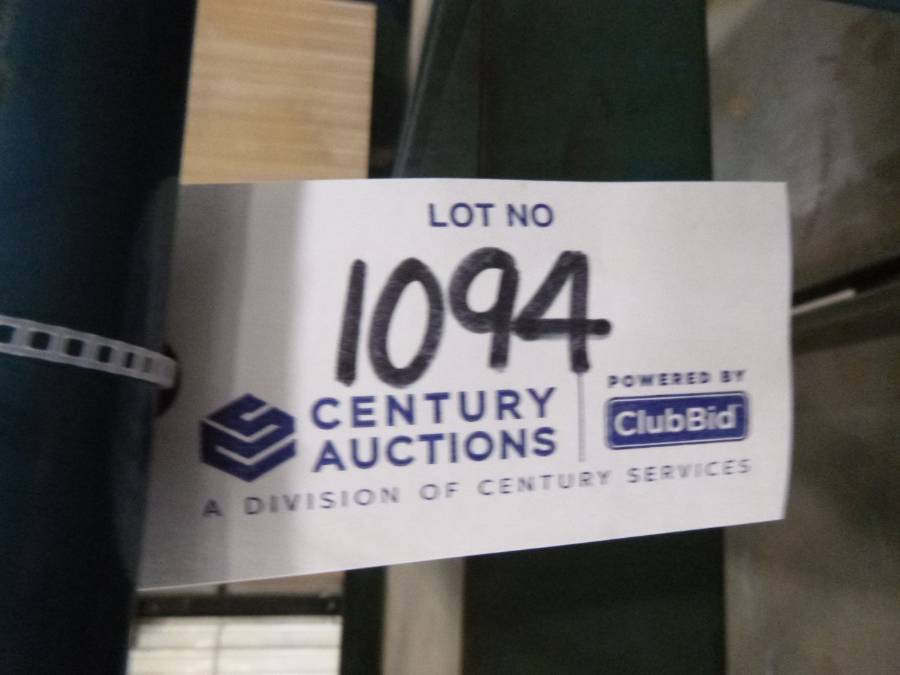 LOT NO
1094
CENTURY
AUCTIONS
POWERED BY
ClubBid
A DIVISION OF CENTURY SERVICES